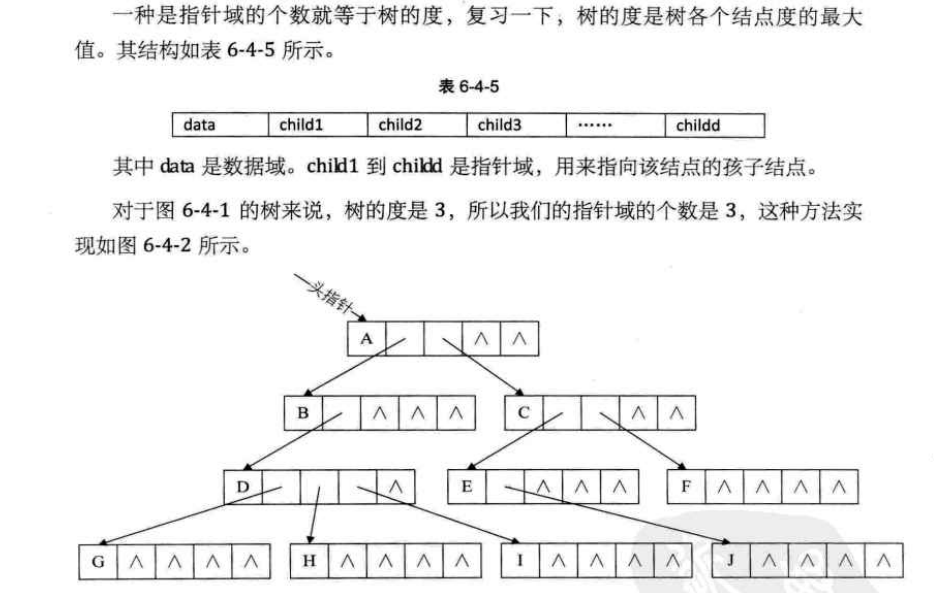 一种是指针域的个数就等于树的度，复习一下，树的度是树各个结点度的最大
值。其结构如表 6-4-5 所示。
表 6-4-5
data child1 child2 child3 …… childd
其中 data 是数据域。child1 到 childd 是指针域，用来指向该结点的孩子结点。
对于图 6-4-1 的树来说，树的度是 3，所以我们的指针域的个数是 3，这种方法实
现如图 6-4-2 所示。
头指针
A ∧ ∧
B ∧ ∧ ∧ C ∧ ∧
D ∧ E ∧ ∧ ∧ F ∧ ∧ ∧ ∧
G ∧ ∧ ∧ ∧ H ∧ ∧ ∧ ∧ I ∧ ∧ ∧ ∧ J ∧ ∧ ∧ ∧